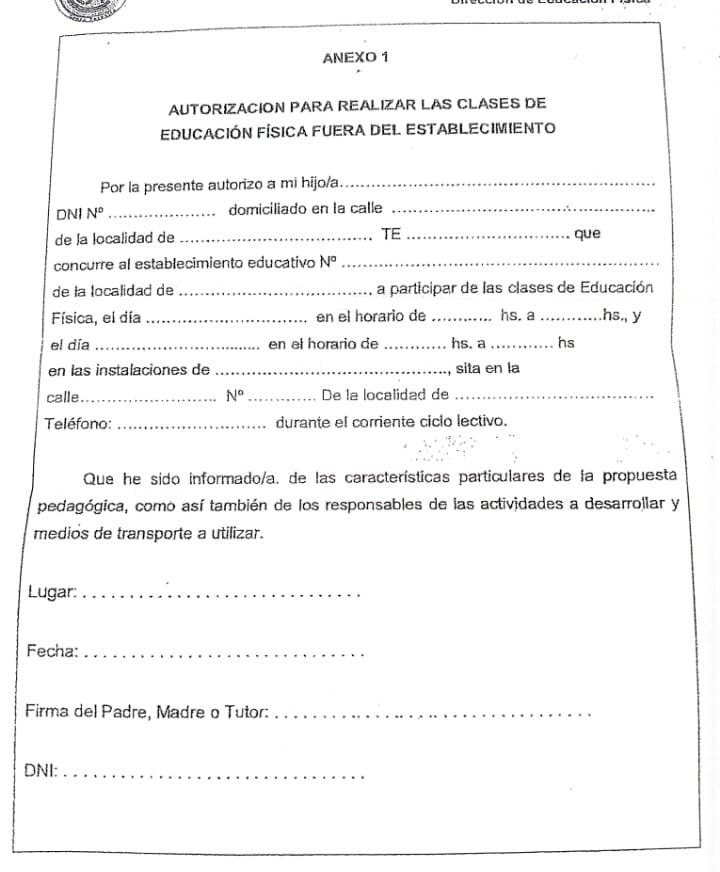 ANEXO 1
AUTORIZACION PARA REALIZAR LAS CLASES DE
EDUCACIÓN FÍSICA FUERA DEL ESTABLECIMIENTO
Por la presente autorizo a mi hijo/a..........................................................
DNI Nº .................... domiciliado en la calle ................................................
de la localidad de ................................... TE .............................. que
concurre al establecimiento educativo Nº ..........................................................
de la localidad de ..................................., a participar de las clases de Educación
Física, el día .............................. en el horario de ............ hs. a ............hs., y
el día .............................. en el horario de ............ hs. a ............ hs
en las instalaciones de .........................................., sita en la
calle......................... Nº ............. De la localidad de .....................................
Teléfono: ........................... durante el corriente ciclo lectivo.
Que he sido informado/a. de las características particulares de la propuesta
pedagógica, como así también de los responsables de las actividades a desarrollar y
medios de transporte a utilizar.
Lugar: . . . . . . . . . . . . . . . . . . . . . . . . . . . . . .
Fecha: . . . . . . . . . . . . . . . . . . . . . . . . . . . . . .
Firma del Padre, Madre o Tutor: . . . . . . . . . . . . . . . . . . . . . . . . . . . . . . . . . .
DNI: . . . . . . . . . . . . . . . . . . . . . . . . . . . . . . . .